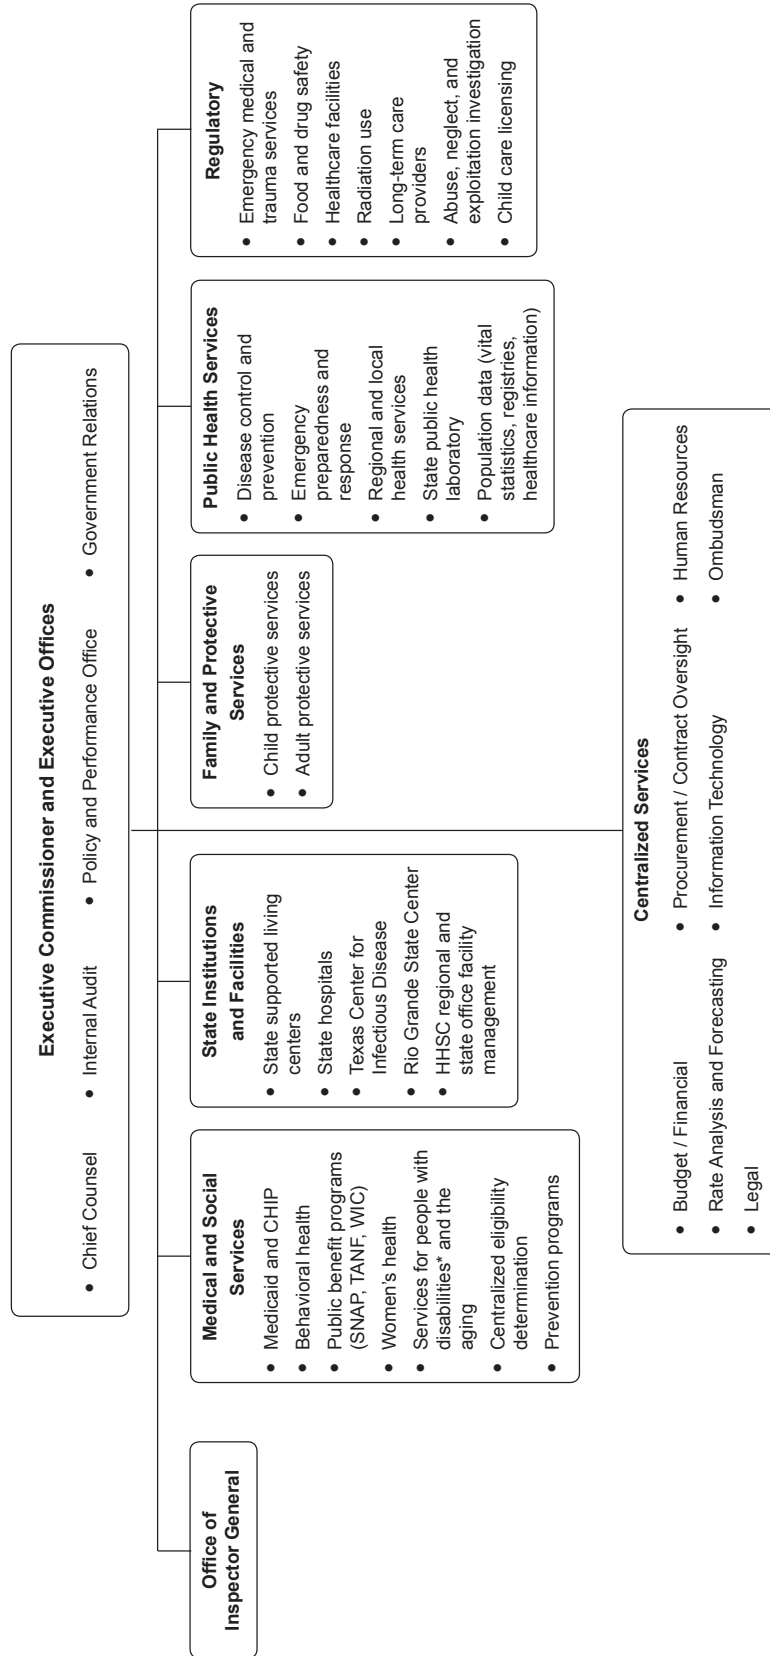 Executive Commissioner and Executive Offices
• Chief Counsel
• Internal Audit
• Policy and Performance Office
• Government Relations
Office of
Inspector General
Medical and Social
Services
• Medicaid and CHIP
• Behavioral health
• Public benefit programs
(SNAP, TANF, WIC)
• Women's health
• Services for people with
disabilities* and the
aging
• Centralized eligibility
determination
• Prevention programs
State Institutions
and Facilities
• State supported living
centers
• State hospitals
• Texas Center for
Infectious Disease
• Rio Grande State Center
• HHSC regional and
state office facility
management
Family and Protective
Services
• Child protective services
• Adult protective services
Public Health Services
• Disease control and
prevention
• Emergency
preparedness and
response
• Regional and local
health services
• State public health
laboratory
• Population data (vital
statistics, registries,
healthcare information)
Regulatory
• Emergency medical and
trauma services
• Food and drug safety
• Healthcare facilities
• Radiation use
• Long-term care
providers
• Abuse, neglect, and
exploitation investigation
• Child care licensing
Centralized Services
• Budget / Financial
• Rate Analysis and Forecasting
• Legal
• Procurement / Contract Oversight
• Information Technology
• Human Resources
• Ombudsman